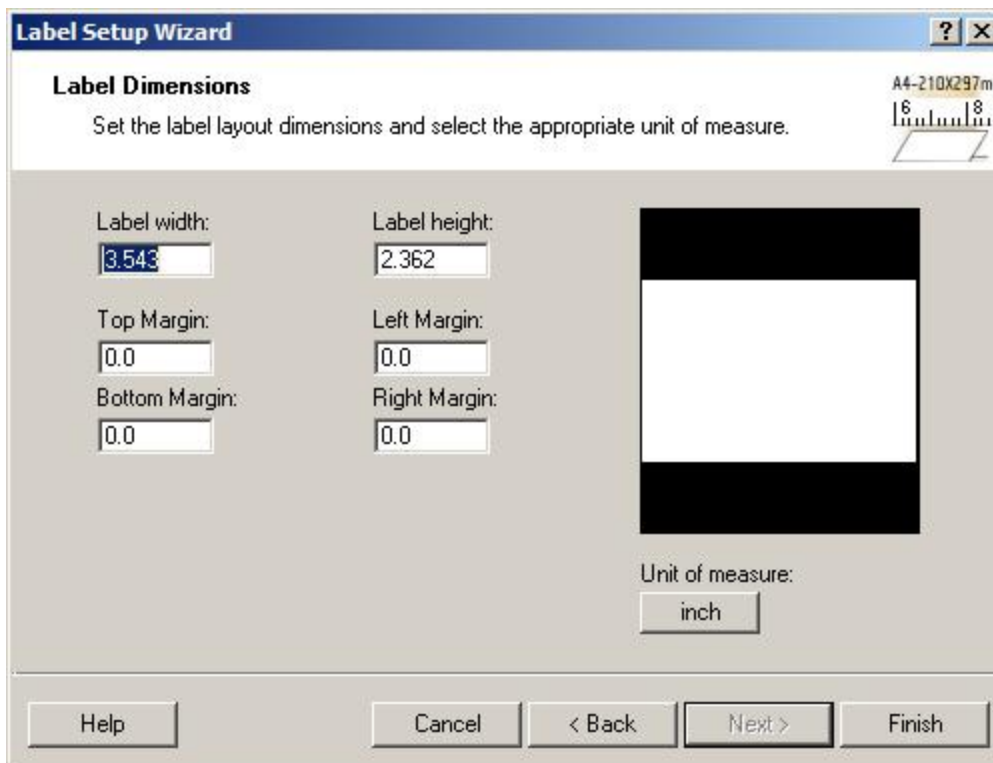 Label Setup Wizard
Label Dimensions
Set the label layout dimensions and select the appropriate unit of measure.
A4-210X297m
6 8
Label width:
3.543
Label height:
2.362
Top Margin:
0.0
Left Margin:
0.0
Bottom Margin:
0.0
Right Margin:
0.0
Unit of measure:
inch
Help
Cancel
< Back
Next >
Finish